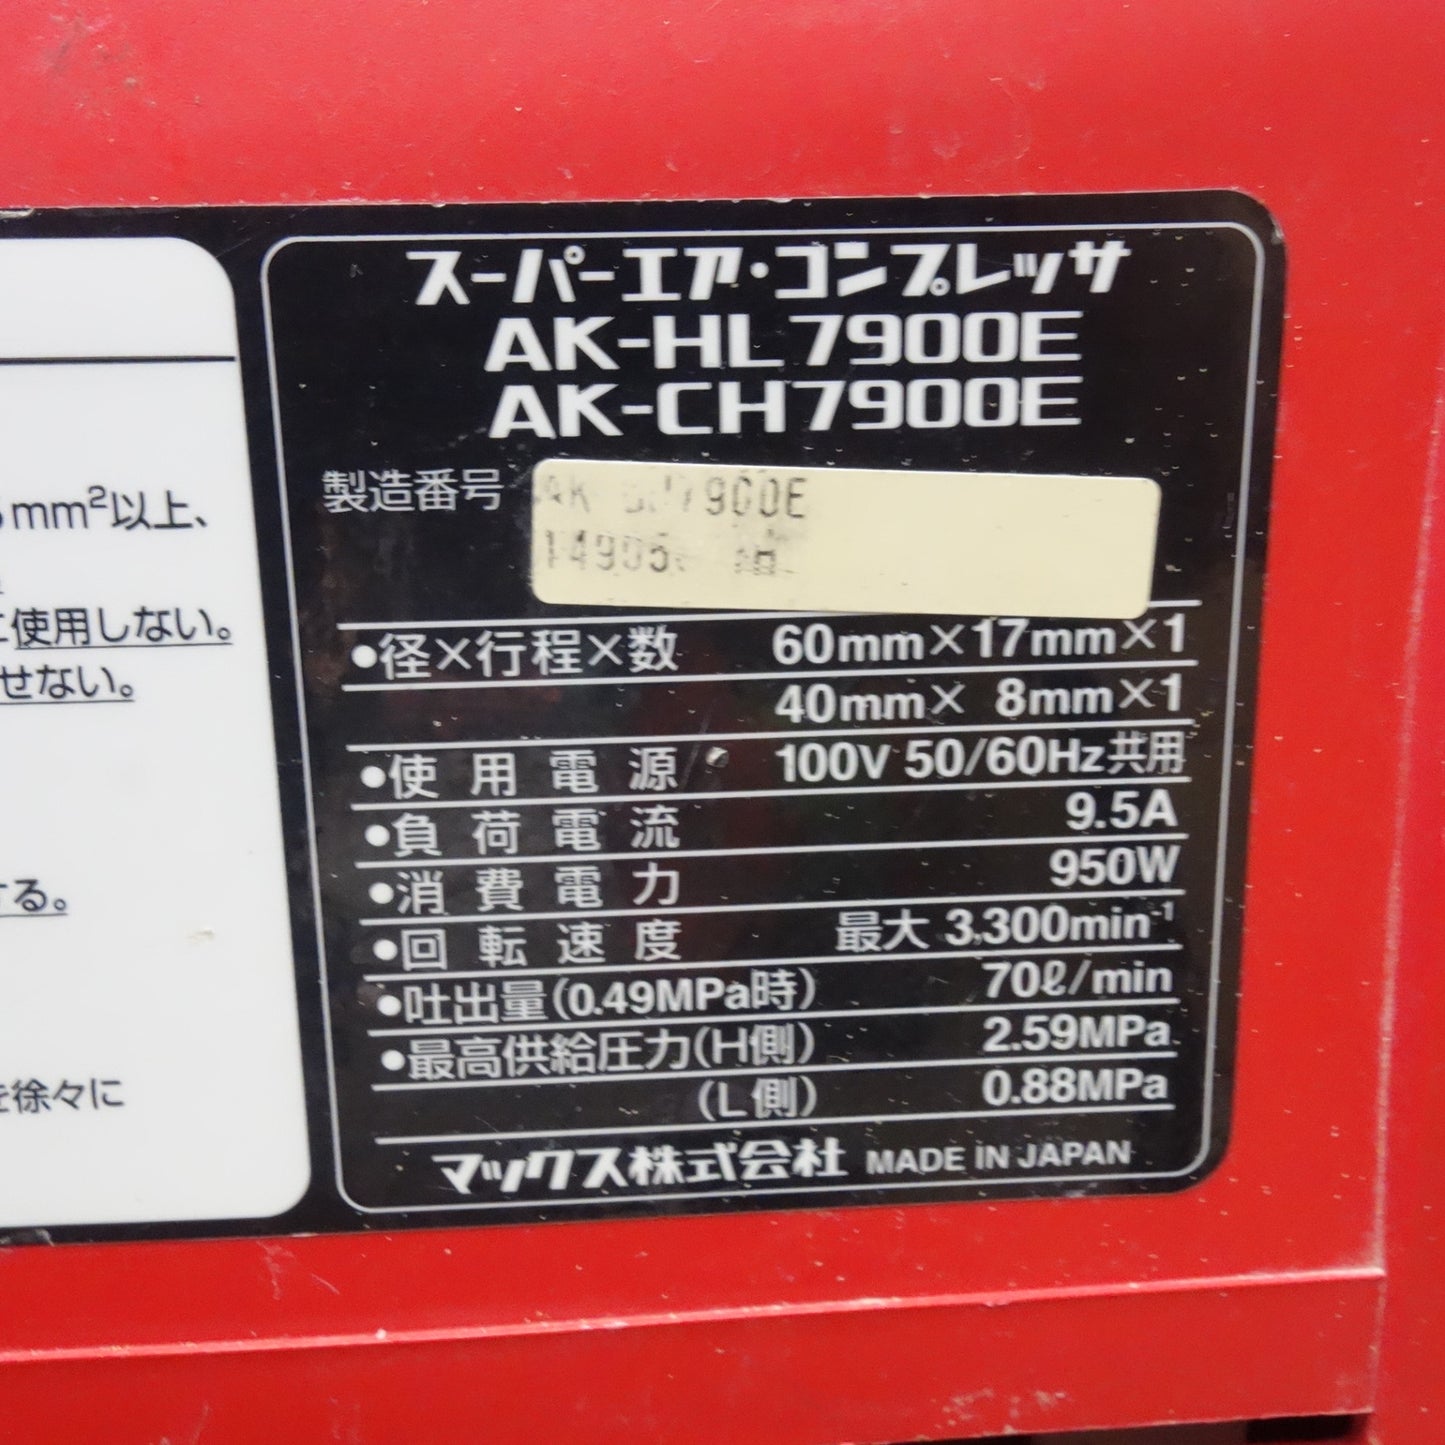 mm²以上、
使用しない。
せない。
する。
を徐々に
スーパーエア・コンプレッサ
AK-HL7900E
AK-CH7900E
製造番号
7900E
●径×行程×数 60mm×17mm×1
40mm× 8mm×1
●使用電源 100V 50/60Hz共用
●負荷電流 9.5A
●消費電力 950W
●回転速度 最大 3,300min⁻¹
●吐出量(0.49MPa時) 70ℓ/min
●最高供給圧力(H側) 2.59MPa
(L側) 0.88MPa
マックス株式会社 MADE IN JAPAN